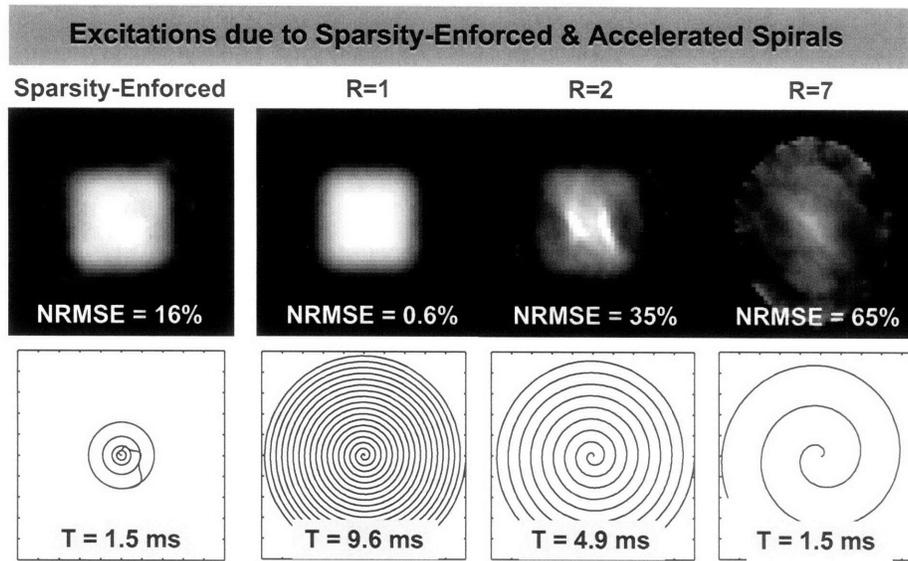 Excitations due to Sparsity-Enforced & Accelerated Spirals
Sparsity-Enforced R=1 R=2 R=7
NRMSE = 16% NRMSE = 0.6% NRMSE = 35% NRMSE = 65%
T = 1.5 ms T = 9.6 ms T = 4.9 ms T = 1.5 ms